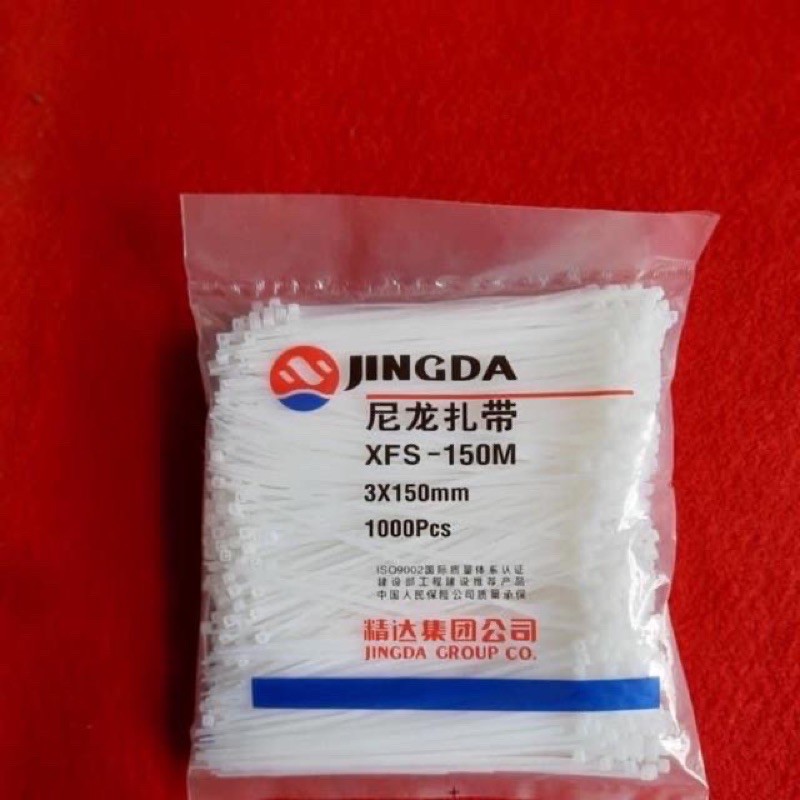 JINGDA
尼龙扎带
XFS-150M
3X150mm
1000Pcs
ISO9002国际质量体系认证
建设部工程建设推荐产品
中国人民保险公司质量承保
精达集团公司
JINGDA GROUP CO.